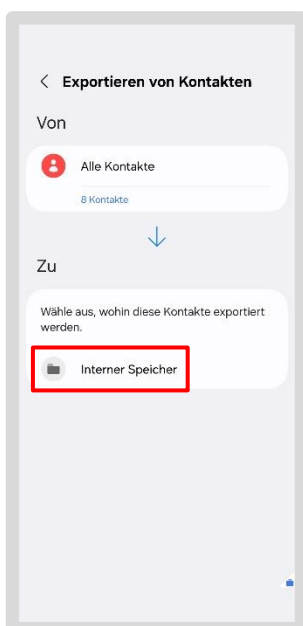 Exportieren von Kontakten
Von
Alle Kontakte
8 Kontakte
Zu
Wähle aus, wohin diese Kontakte exportiert
werden.
Interner Speicher